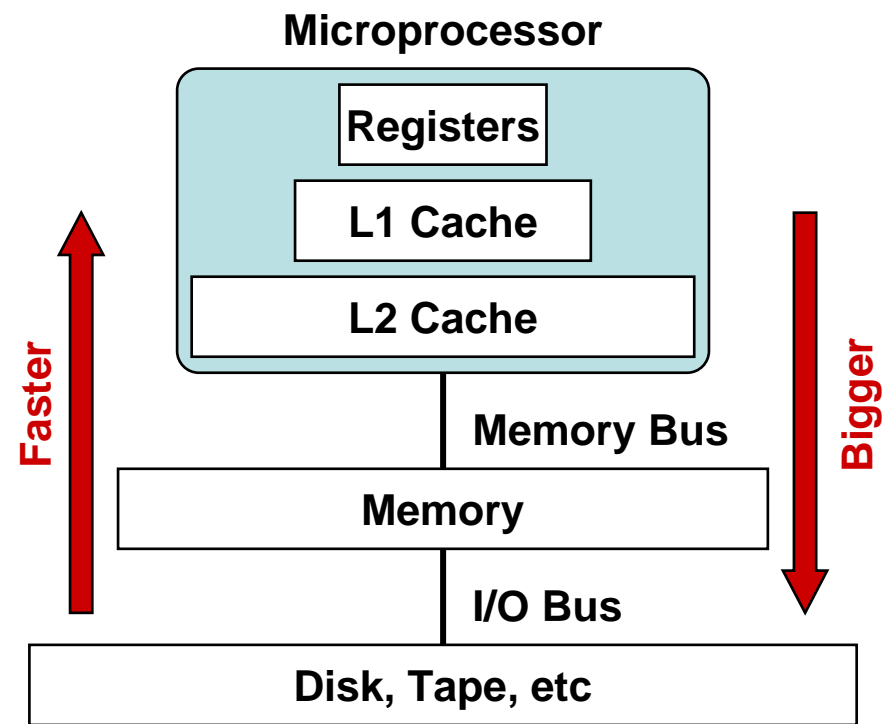 Microprocessor
Registers
L1 Cache
L2 Cache
Faster
Bigger
Memory Bus
Memory
I/O Bus
Disk, Tape, etc